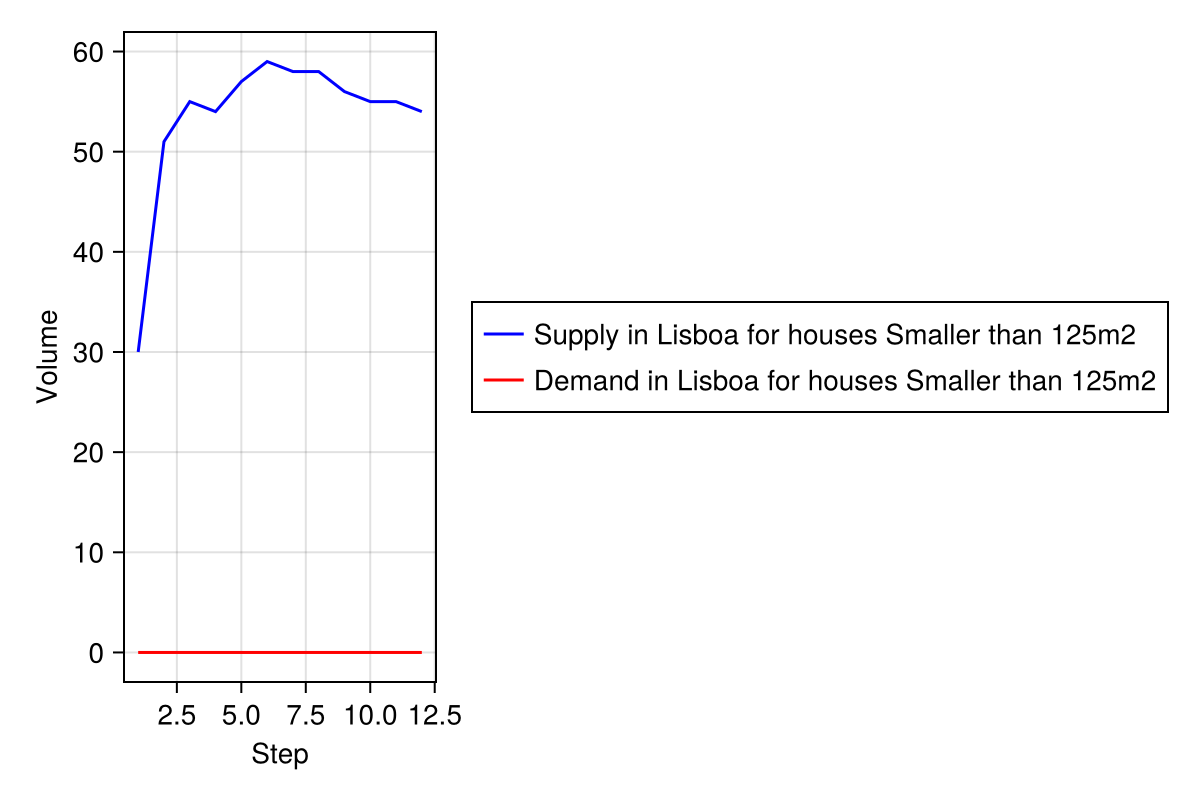 60
50
40
30
20
10
0
Volume
2.5 5.0 7.5 10.0 12.5
Step
Supply in Lisboa for houses Smaller than 125m2
Demand in Lisboa for houses Smaller than 125m2